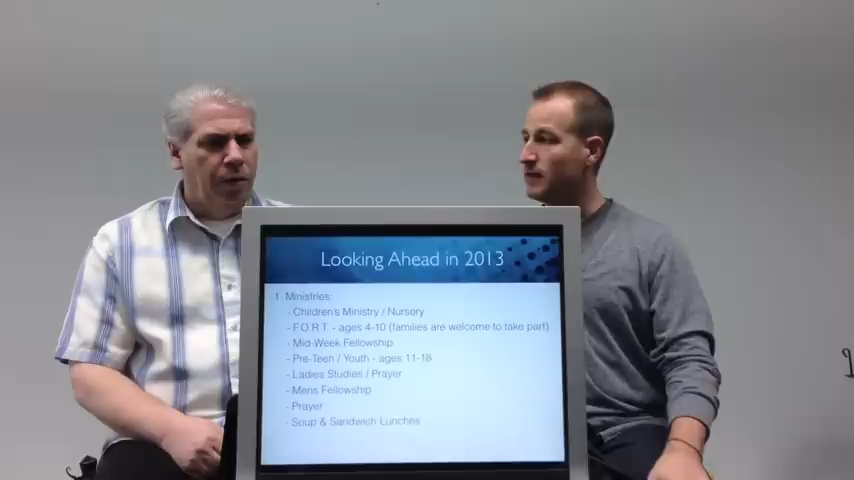 Looking Ahead in 2013
1. Ministries:
- Children's Ministry / Nursery
- F.O.R.T. - ages 4-10 (families are welcome to take part)
- Mid-Week Fellowship
- Pre-Teen / Youth - ages 11-18
- Ladies Studies / Prayer
- Mens Fellowship
- Prayer
- Soup & Sandwich Lunches